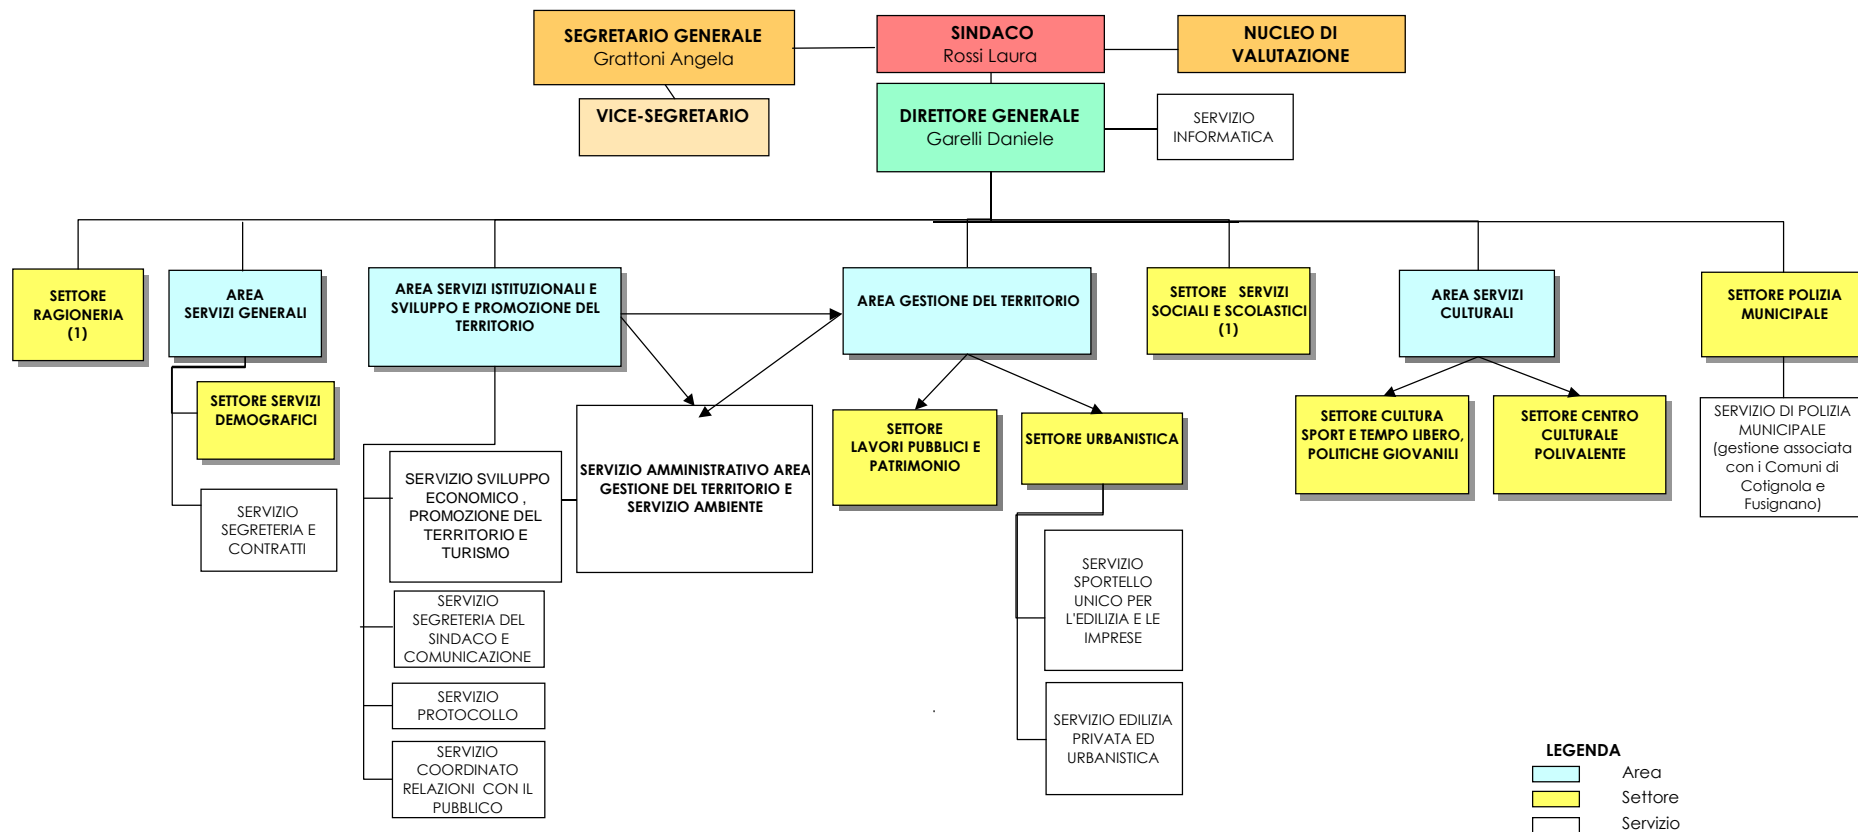 SEGRETARIO GENERALE
Grattoni Angela
SINDACO
Rossi Laura
NUCLEO DI
VALUTAZIONE
VICE-SEGRETARIO
DIRETTORE GENERALE
Garelli Daniele
SERVIZIO
INFORMATICA
SETTORE
RAGIONERIA
(1)
AREA
SERVIZI GENERALI
AREA SERVIZI ISTITUZIONALI E
SVILUPPO E PROMOZIONE DEL
TERRITORIO
AREA GESTIONE DEL TERRITORIO
SETTORE SERVIZI
SOCIALI E SCOLASTICI
(1)
AREA SERVIZI
CULTURALI
SETTORE POLIZIA
MUNICIPALE
SETTORE SERVIZI
DEMOGRAFICI
SERVIZIO
SEGRETERIA E
CONTRATTI
SERVIZIO SVILUPPO
ECONOMICO ,
PROMOZIONE DEL
TERRITORIO E
TURISMO
SERVIZIO AMMINISTRATIVO AREA
GESTIONE DEL TERRITORIO E
SERVIZIO AMBIENTE
SETTORE
LAVORI PUBBLICI E
PATRIMONIO
SETTORE URBANISTICA
SETTORE CULTURA
SPORT E TEMPO LIBERO,
POLITICHE GIOVANILI
SETTORE CENTRO
CULTURALE
POLIVALENTE
SERVIZIO DI POLIZIA
MUNICIPALE
(gestione associata
con i Comuni di
Cotignola e
Fusignano)
SERVIZIO
SEGRETERIA DEL
SINDACO E
COMUNICAZIONE
SERVIZIO
PROTOCOLLO
SERVIZIO
COORDINATO
RELAZIONI CON IL
PUBBLICO
SERVIZIO
SPORTELLO
UNICO PER
L'EDILIZIA E LE
IMPRESE
SERVIZIO EDILIZIA
PRIVATA ED
URBANISTICA
.
LEGENDA
Area
Settore
Servizio